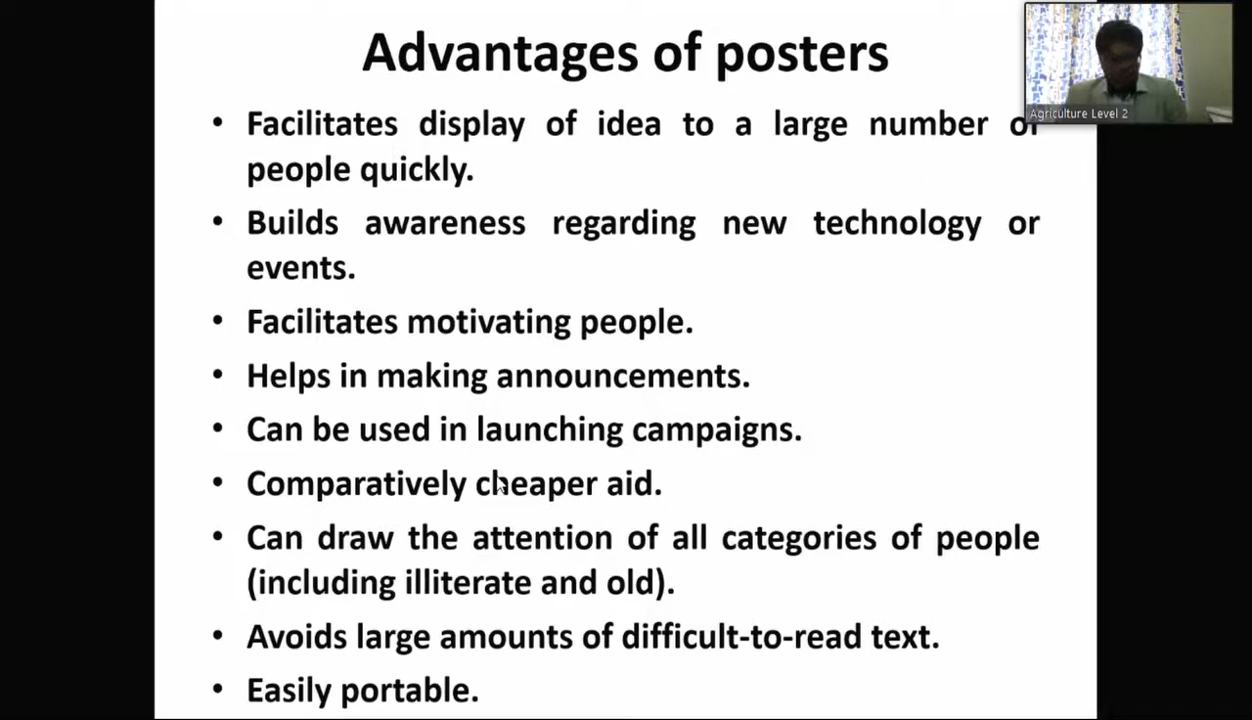 Advantages of posters
• Facilitates display of idea to a large number of
people quickly.
• Builds awareness regarding new technology or
events.
• Facilitates motivating people.
• Helps in making announcements.
• Can be used in launching campaigns.
• Comparatively cheaper aid.
• Can draw the attention of all categories of people
(including illiterate and old).
• Avoids large amounts of difficult-to-read text.
• Easily portable.
Agriculture Level 2